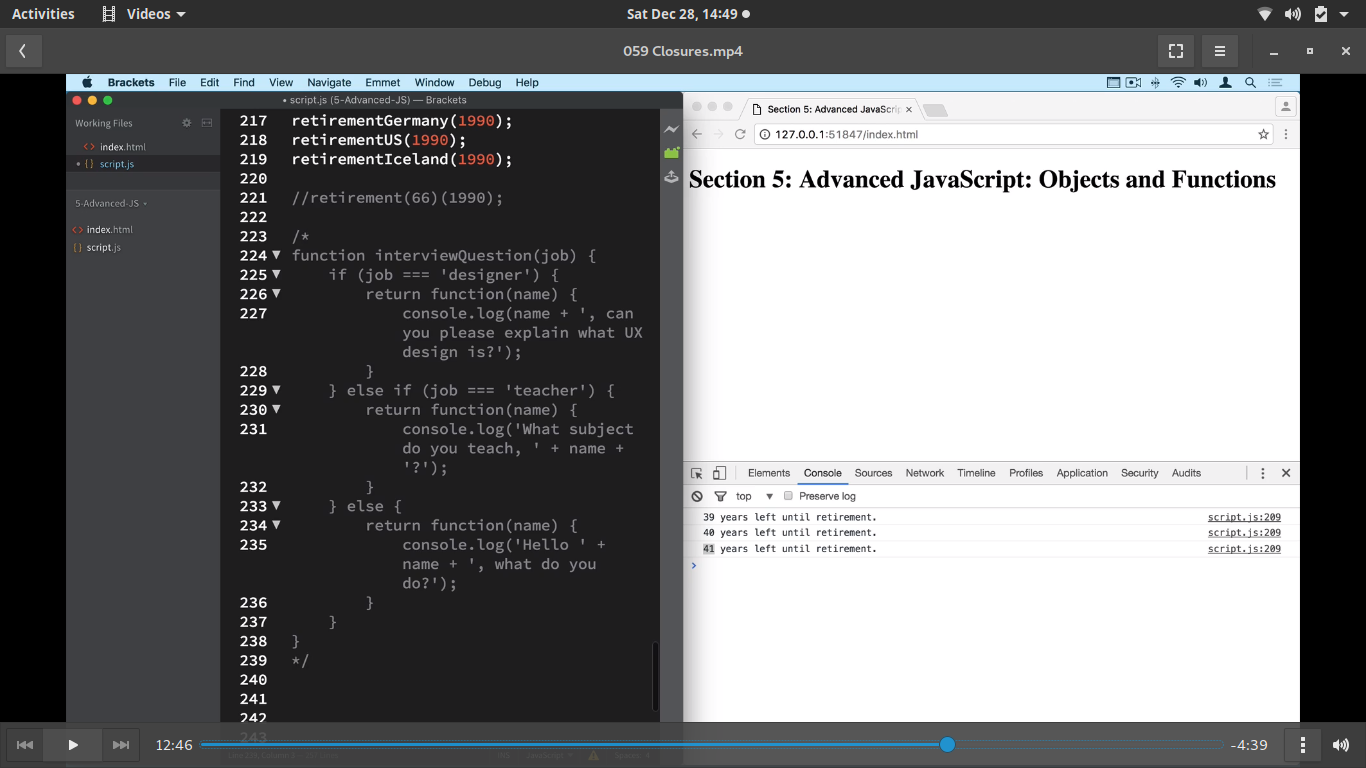 Activities Videos Sat Dec 28, 14:49
059 Closures.mp4
Brackets File Edit Find View Navigate Emmet Window Debug Help
• script.js (5-Advanced-JS) — Brackets
Working Files
<> index.html
• {} script.js
5-Advanced-JS
<> index.html
{} script.js
217 retirementGermany(1990);
218 retirementUS(1990);
219 retirementIceland(1990);
220
221 //retirement(66)(1990);
222
223 /*
224 function interviewQuestion(job) {
225 if (job === 'designer') {
226 return function(name) {
227 console.log(name + ', can
you please explain what UX
design is?');
228 }
229 } else if (job === 'teacher') {
230 return function(name) {
231 console.log('What subject
do you teach, ' + name +
'?');
232 }
233 } else {
234 return function(name) {
235 console.log('Hello ' +
name + ', what do you
do?');
236 }
237 }
238 }
239 */
240
241
242
243
Section 5: Advanced JavaScri
127.0.0.1:51847/index.html
Section 5: Advanced JavaScript: Objects and Functions
Elements Console Sources Network Timeline Profiles Application Security Audits
top Preserve log
39 years left until retirement. script.js:209
40 years left until retirement. script.js:209
41 years left until retirement. script.js:209
12:46 -4:39